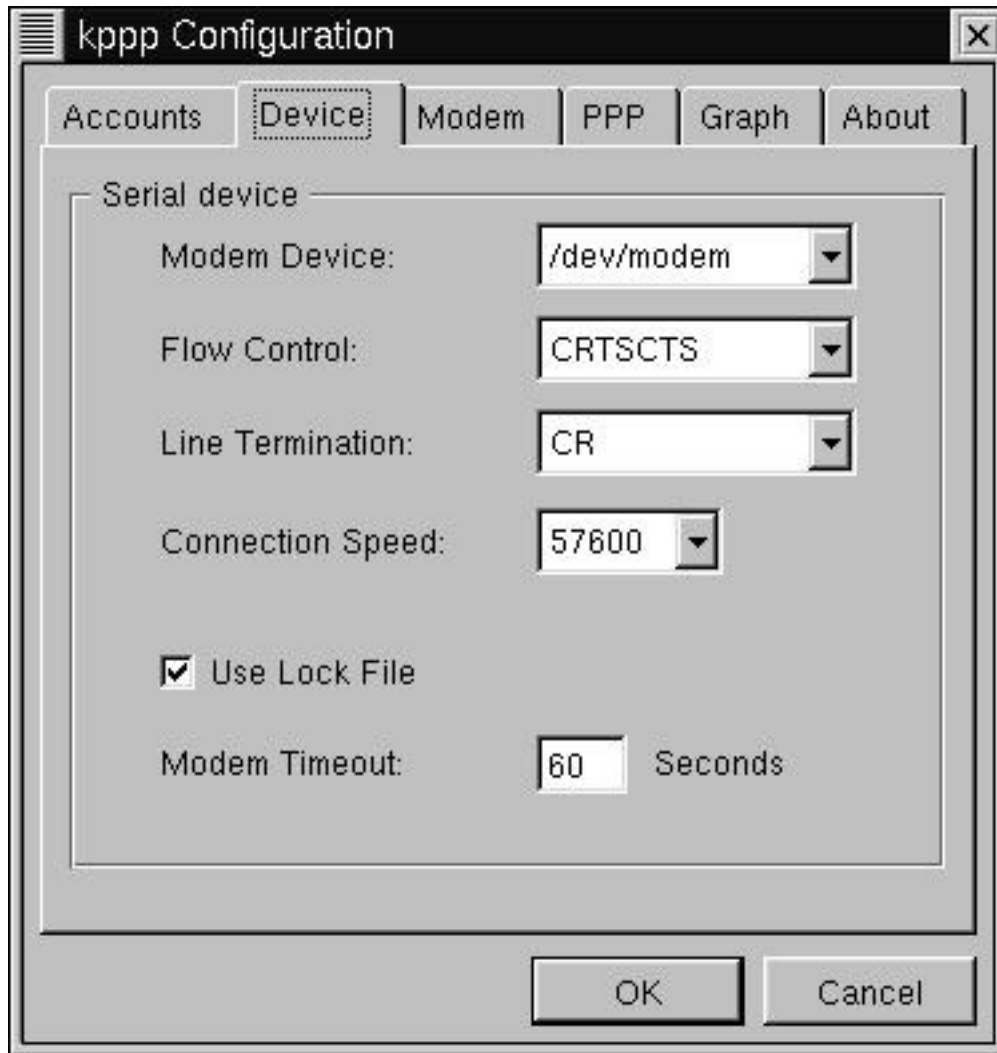 kppp Configuration
Accounts Device Modem PPP Graph About
Serial device
Modem Device: /dev/modem
Flow Control: CRTSCTS
Line Termination: CR
Connection Speed: 57600
Use Lock File
Modem Timeout: 60 Seconds
OK Cancel